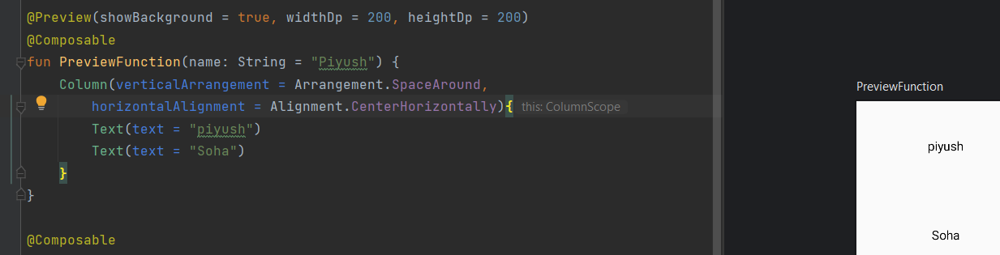 @Preview(showBackground = true, widthDp = 200, heightDp = 200)
@Composable
fun PreviewFunction(name: String = "Piyush") {
Column(verticalArrangement = Arrangement.SpaceAround,
horizontalAlignment = Alignment.CenterHorizontally){ this: ColumnScope
Text(text = "piyush")
Text(text = "Soha")
}
}
@Composable
PreviewFunction
piyush
Soha